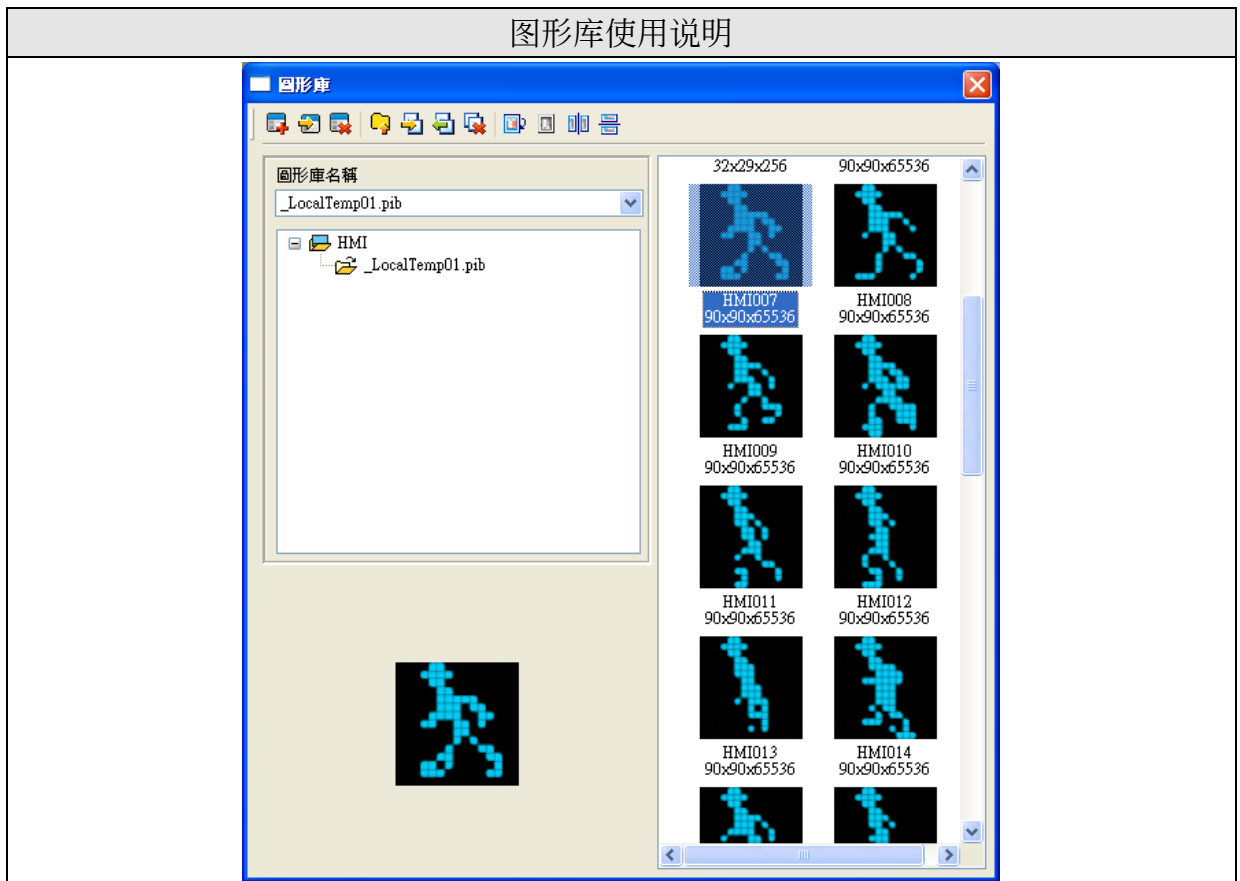 图形库使用说明
圖形庫
圖形庫名稱
_LocalTemp01.pib
HMI
_LocalTemp01.pib
32x29x256 90x90x65536
HMI007 HMI008
90x90x65536 90x90x65536
HMI009 HMI010
90x90x65536 90x90x65536
HMI011 HMI012
90x90x65536 90x90x65536
HMI013 HMI014
90x90x65536 90x90x65536